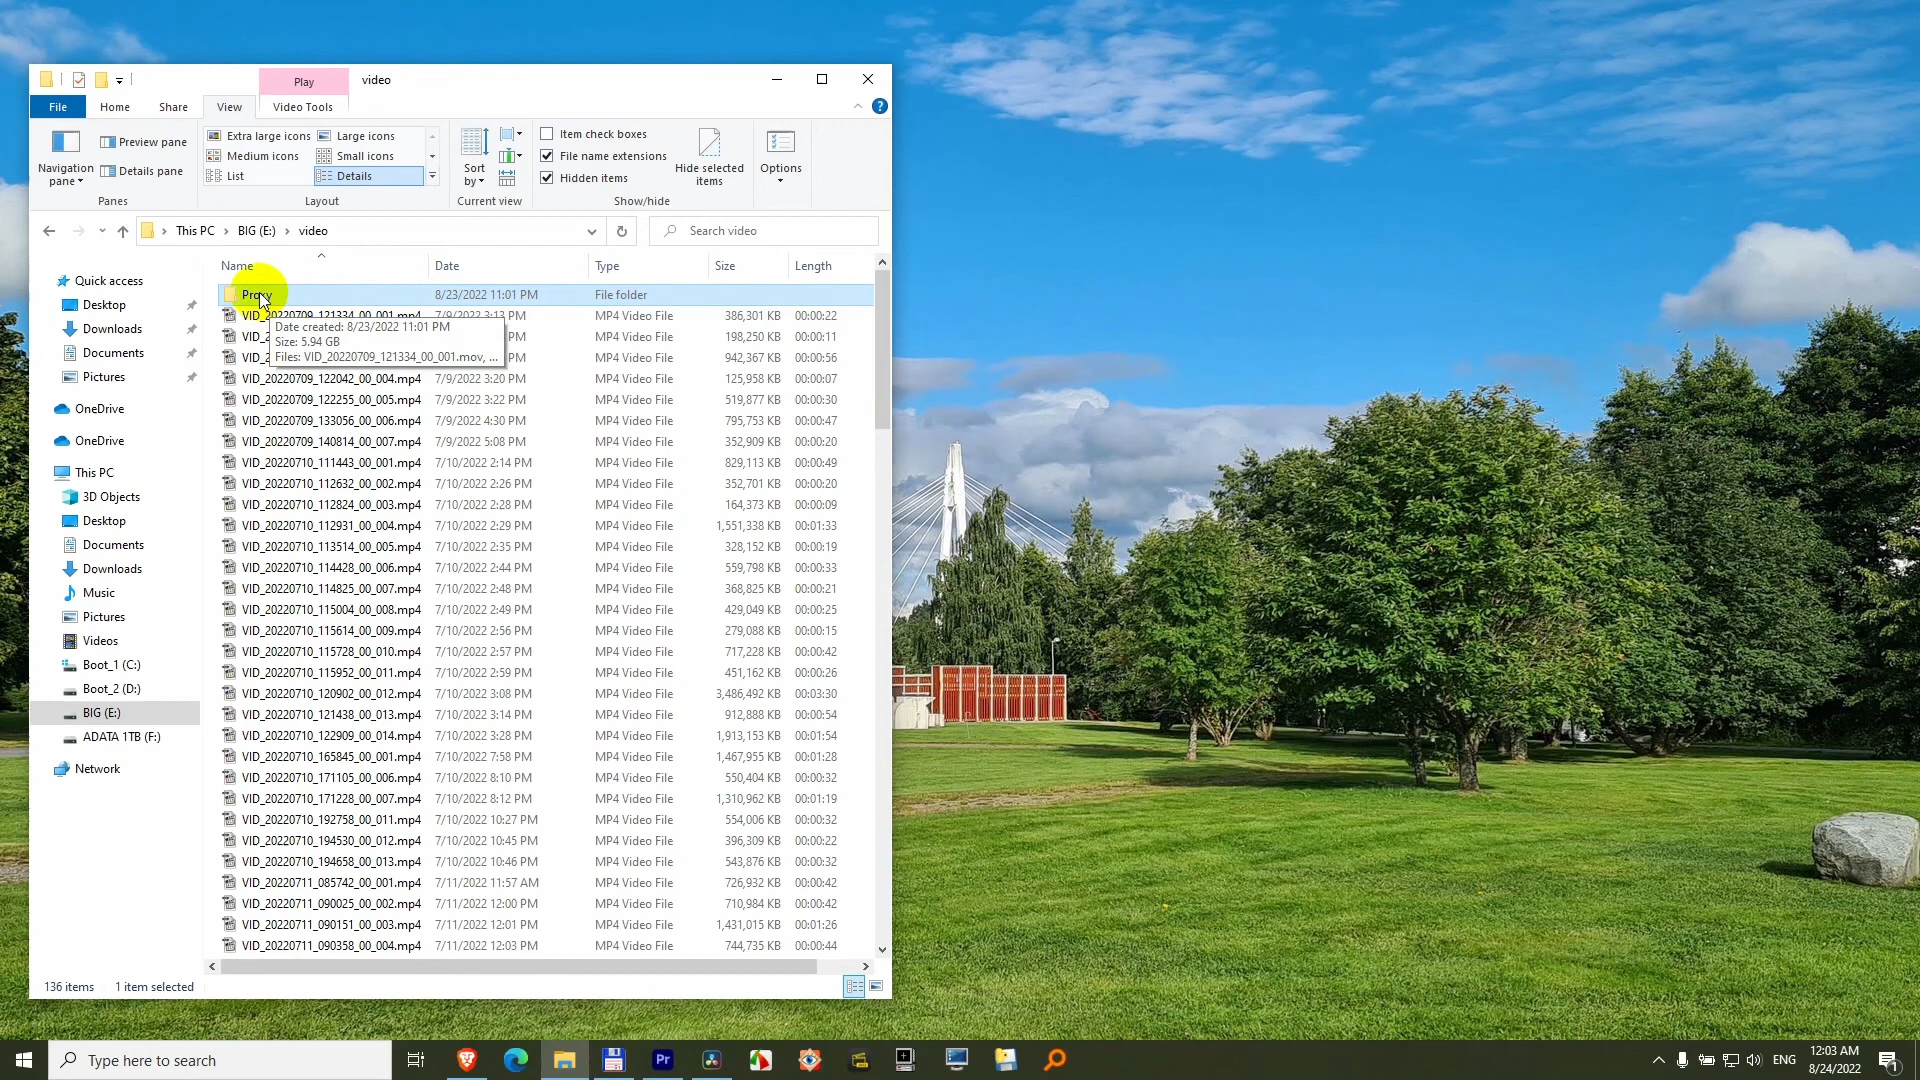 Play
video
File
Home
Share
View
Video Tools
Navigation pane
Preview pane
Details pane
Panes
Extra large icons
Large icons
Medium icons
Small icons
List
Details
Layout
Sort by
Current view
Item check boxes
File name extensions
Hidden items
Hide selected items
Show/hide
Options
This PC › BIG (E:) › video
Search video
Quick access
Desktop
Downloads
Documents
Pictures
OneDrive
OneDrive
This PC
3D Objects
Desktop
Documents
Downloads
Music
Pictures
Videos
Boot_1 (C:)
Boot_2 (D:)
BIG (E:)
ADATA 1TB (F:)
Network
Name Date Type Size Length
Proxy 8/23/2022 11:01 PM File folder
VID_20220709_121334_00_001.mp4 7/9/2022 3:13 PM MP4 Video File 386,301 KB 00:00:22
PM MP4 Video File 198,250 KB 00:00:11
PM MP4 Video File 942,367 KB 00:00:56
Date created: 8/23/2022 11:01 PM
Size: 5.94 GB
Files: VID_20220709_121334_00_001.mov, ...
VID_20220709_122042_00_004.mp4 7/9/2022 3:20 PM MP4 Video File 125,958 KB 00:00:07
VID_20220709_122255_00_005.mp4 7/9/2022 3:22 PM MP4 Video File 519,877 KB 00:00:30
VID_20220709_133056_00_006.mp4 7/9/2022 4:30 PM MP4 Video File 795,753 KB 00:00:47
VID_20220709_140814_00_007.mp4 7/9/2022 5:08 PM MP4 Video File 352,909 KB 00:00:20
VID_20220710_111443_00_001.mp4 7/10/2022 2:14 PM MP4 Video File 829,113 KB 00:00:49
VID_20220710_112632_00_002.mp4 7/10/2022 2:26 PM MP4 Video File 352,701 KB 00:00:20
VID_20220710_112824_00_003.mp4 7/10/2022 2:28 PM MP4 Video File 164,373 KB 00:00:09
VID_20220710_112931_00_004.mp4 7/10/2022 2:29 PM MP4 Video File 1,551,338 KB 00:01:33
VID_20220710_113514_00_005.mp4 7/10/2022 2:35 PM MP4 Video File 328,152 KB 00:00:19
VID_20220710_114428_00_006.mp4 7/10/2022 2:44 PM MP4 Video File 559,798 KB 00:00:33
VID_20220710_114825_00_007.mp4 7/10/2022 2:48 PM MP4 Video File 368,825 KB 00:00:21
VID_20220710_115004_00_008.mp4 7/10/2022 2:49 PM MP4 Video File 429,049 KB 00:00:25
VID_20220710_115614_00_009.mp4 7/10/2022 2:56 PM MP4 Video File 279,088 KB 00:00:15
VID_20220710_115728_00_010.mp4 7/10/2022 2:57 PM MP4 Video File 717,228 KB 00:00:42
VID_20220710_115952_00_011.mp4 7/10/2022 2:59 PM MP4 Video File 451,162 KB 00:00:26
VID_20220710_120902_00_012.mp4 7/10/2022 3:08 PM MP4 Video File 3,486,492 KB 00:03:30
VID_20220710_121438_00_013.mp4 7/10/2022 3:14 PM MP4 Video File 912,888 KB 00:00:54
VID_20220710_122909_00_014.mp4 7/10/2022 3:28 PM MP4 Video File 1,913,153 KB 00:01:54
VID_20220710_165845_00_001.mp4 7/10/2022 7:58 PM MP4 Video File 1,467,955 KB 00:01:28
VID_20220710_171105_00_006.mp4 7/10/2022 8:10 PM MP4 Video File 550,404 KB 00:00:32
VID_20220710_171228_00_007.mp4 7/10/2022 8:12 PM MP4 Video File 1,310,962 KB 00:01:19
VID_20220710_192758_00_011.mp4 7/10/2022 10:27 PM MP4 Video File 554,006 KB 00:00:32
VID_20220710_194530_00_012.mp4 7/10/2022 10:45 PM MP4 Video File 396,309 KB 00:00:22
VID_20220710_194658_00_013.mp4 7/10/2022 10:46 PM MP4 Video File 543,876 KB 00:00:32
VID_20220711_085742_00_001.mp4 7/11/2022 11:57 AM MP4 Video File 726,932 KB 00:00:42
VID_20220711_090025_00_002.mp4 7/11/2022 12:00 PM MP4 Video File 710,984 KB 00:00:42
VID_20220711_090151_00_003.mp4 7/11/2022 12:01 PM MP4 Video File 1,431,015 KB 00:01:26
VID_20220711_090358_00_004.mp4 7/11/2022 12:03 PM MP4 Video File 744,735 KB 00:00:44
136 items 1 item selected
Type here to search
Pr
ENG
12:03 AM
8/24/2022
1